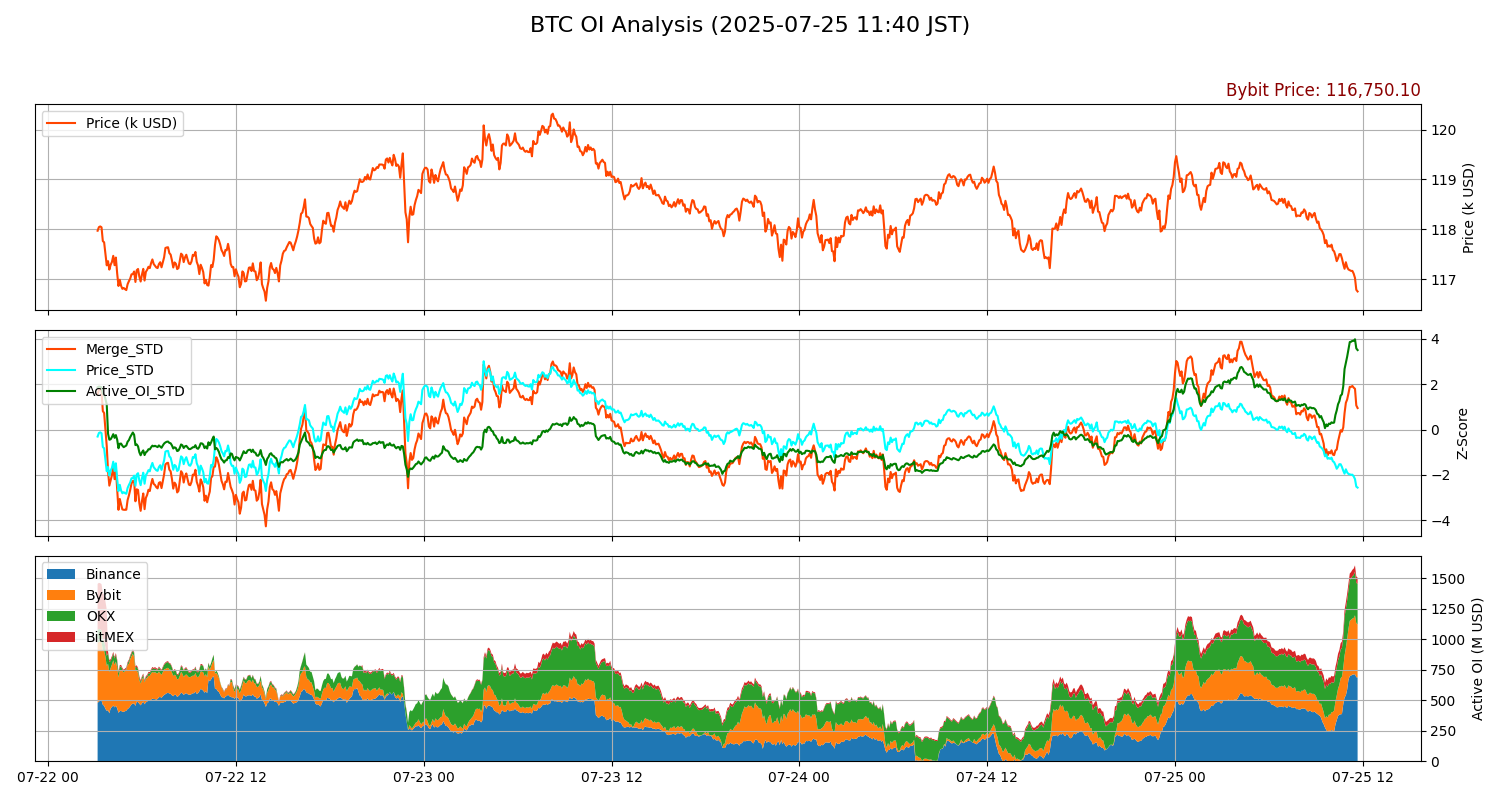 BTC OI Analysis (2025-07-25 11:40 JST)
Bybit Price: 116,750.10
Price (k USD)
120
119
118
117
Price (k USD)
Merge_STD
Price_STD
Active_OI_STD
4
2
0
−2
−4
Z-Score
Binance
Bybit
OKX
BitMEX
1500
1250
1000
750
500
250
0
Active OI (M USD)
07-22 00
07-22 12
07-23 00
07-23 12
07-24 00
07-24 12
07-25 00
07-25 12